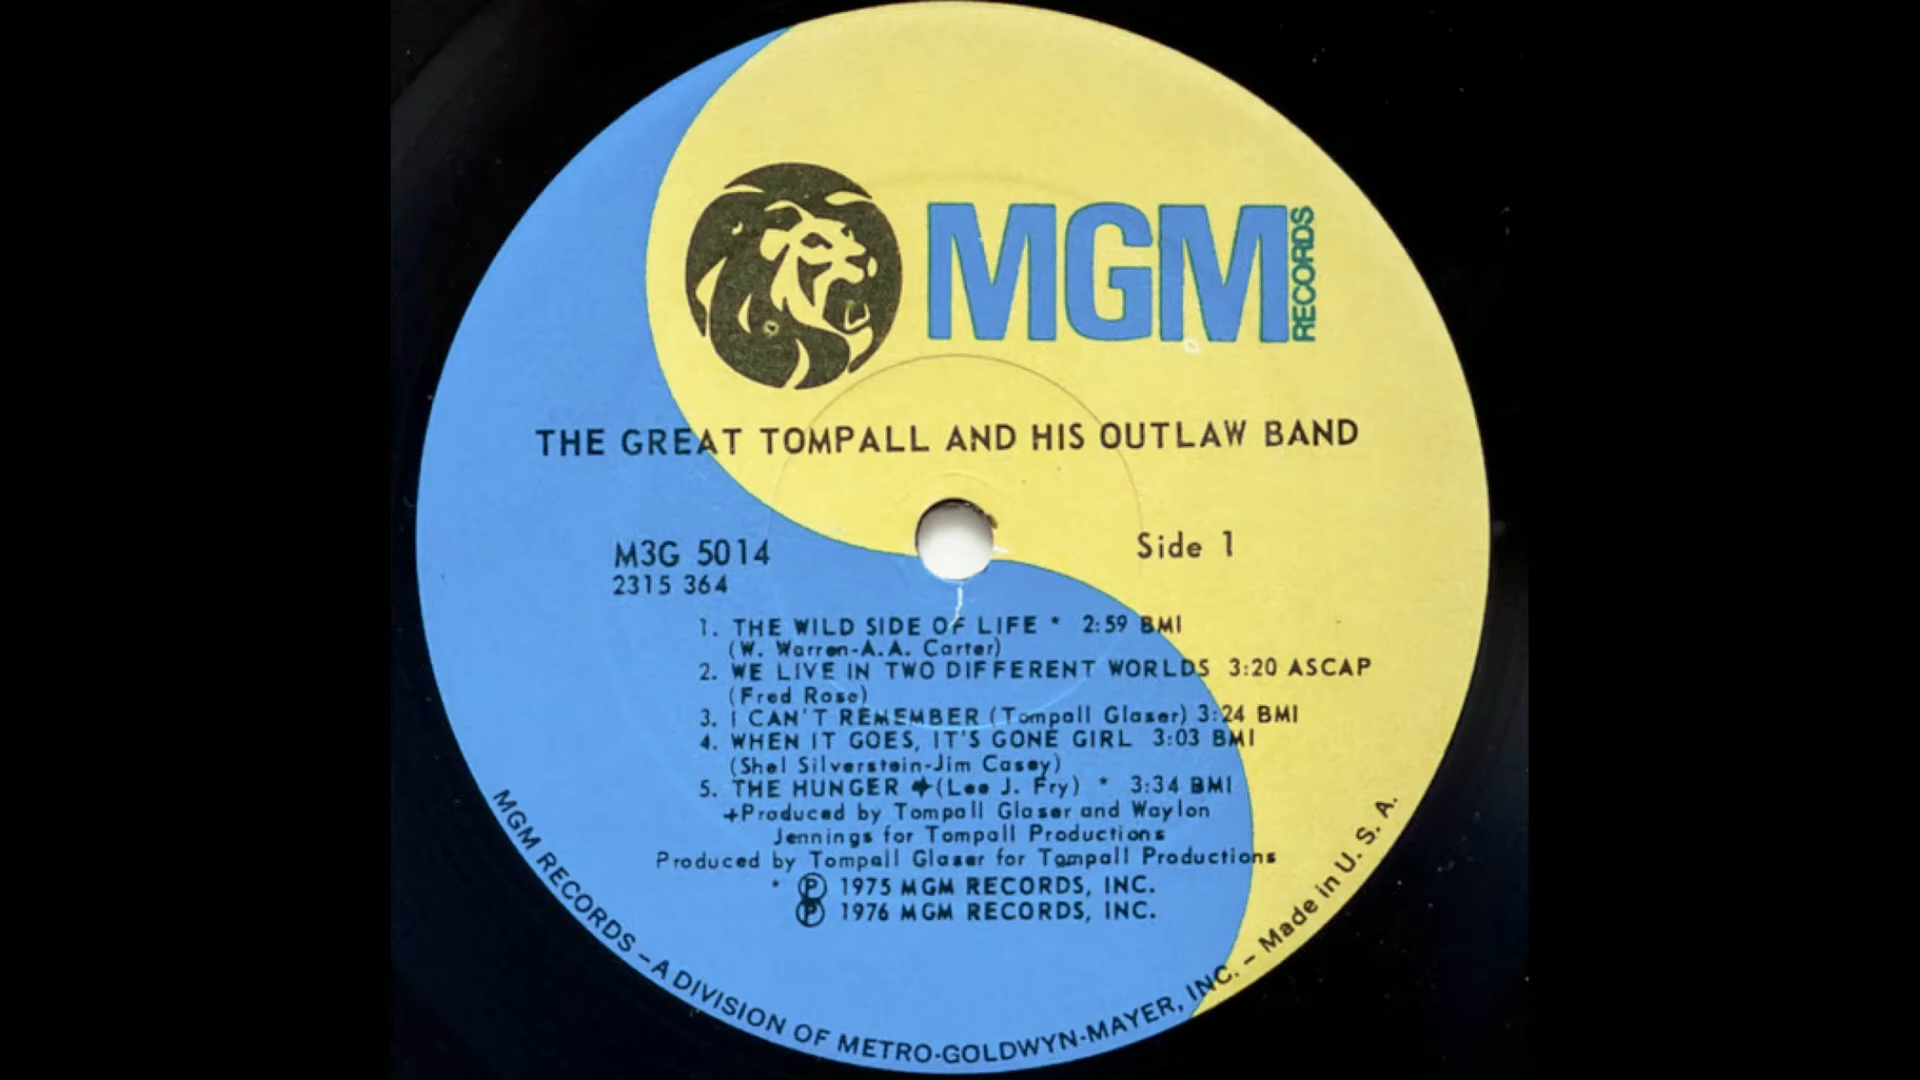 MGM RECORDS
THE GREAT TOMPALL AND HIS OUTLAW BAND
M3G 5014
2315 364
Side 1
1. THE WILD SIDE OF LIFE * 2:59 BMI
(W. Warren-A.A. Carter)
2. WE LIVE IN TWO DIFFERENT WORLDS 3:20 ASCAP
(Fred Rose)
3. I CAN'T REMEMBER (Tompall Glaser) 3:24 BMI
4. WHEN IT GOES, IT'S GONE GIRL 3:03 BMI
(Shel Silverstein-Jim Casey)
5. THE HUNGER +(Lee J. Fry) * 3:34 BMI
+Produced by Tompall Glaser and Waylon
Jennings for Tompall Productions
Produced by Tompall Glaser for Tompall Productions
* Ⓟ 1975 MGM RECORDS, INC.
Ⓟ 1976 MGM RECORDS, INC.
MGM RECORDS – A DIVISION OF METRO-GOLDWYN-MAYER, INC. – Made in U. S. A.